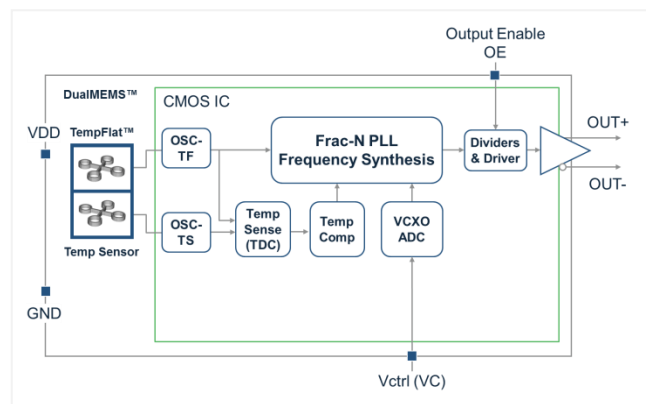 Output Enable
OE
DualMEMS™
CMOS IC
VDD
TempFlat™
OSC-
TF
Frac-N PLL
Frequency Synthesis
Dividers
& Driver
OUT+
OUT-
OSC-
TS
Temp
Sense
(TDC)
Temp
Comp
VCXO
ADC
Temp Sensor
GND
Vctrl (VC)